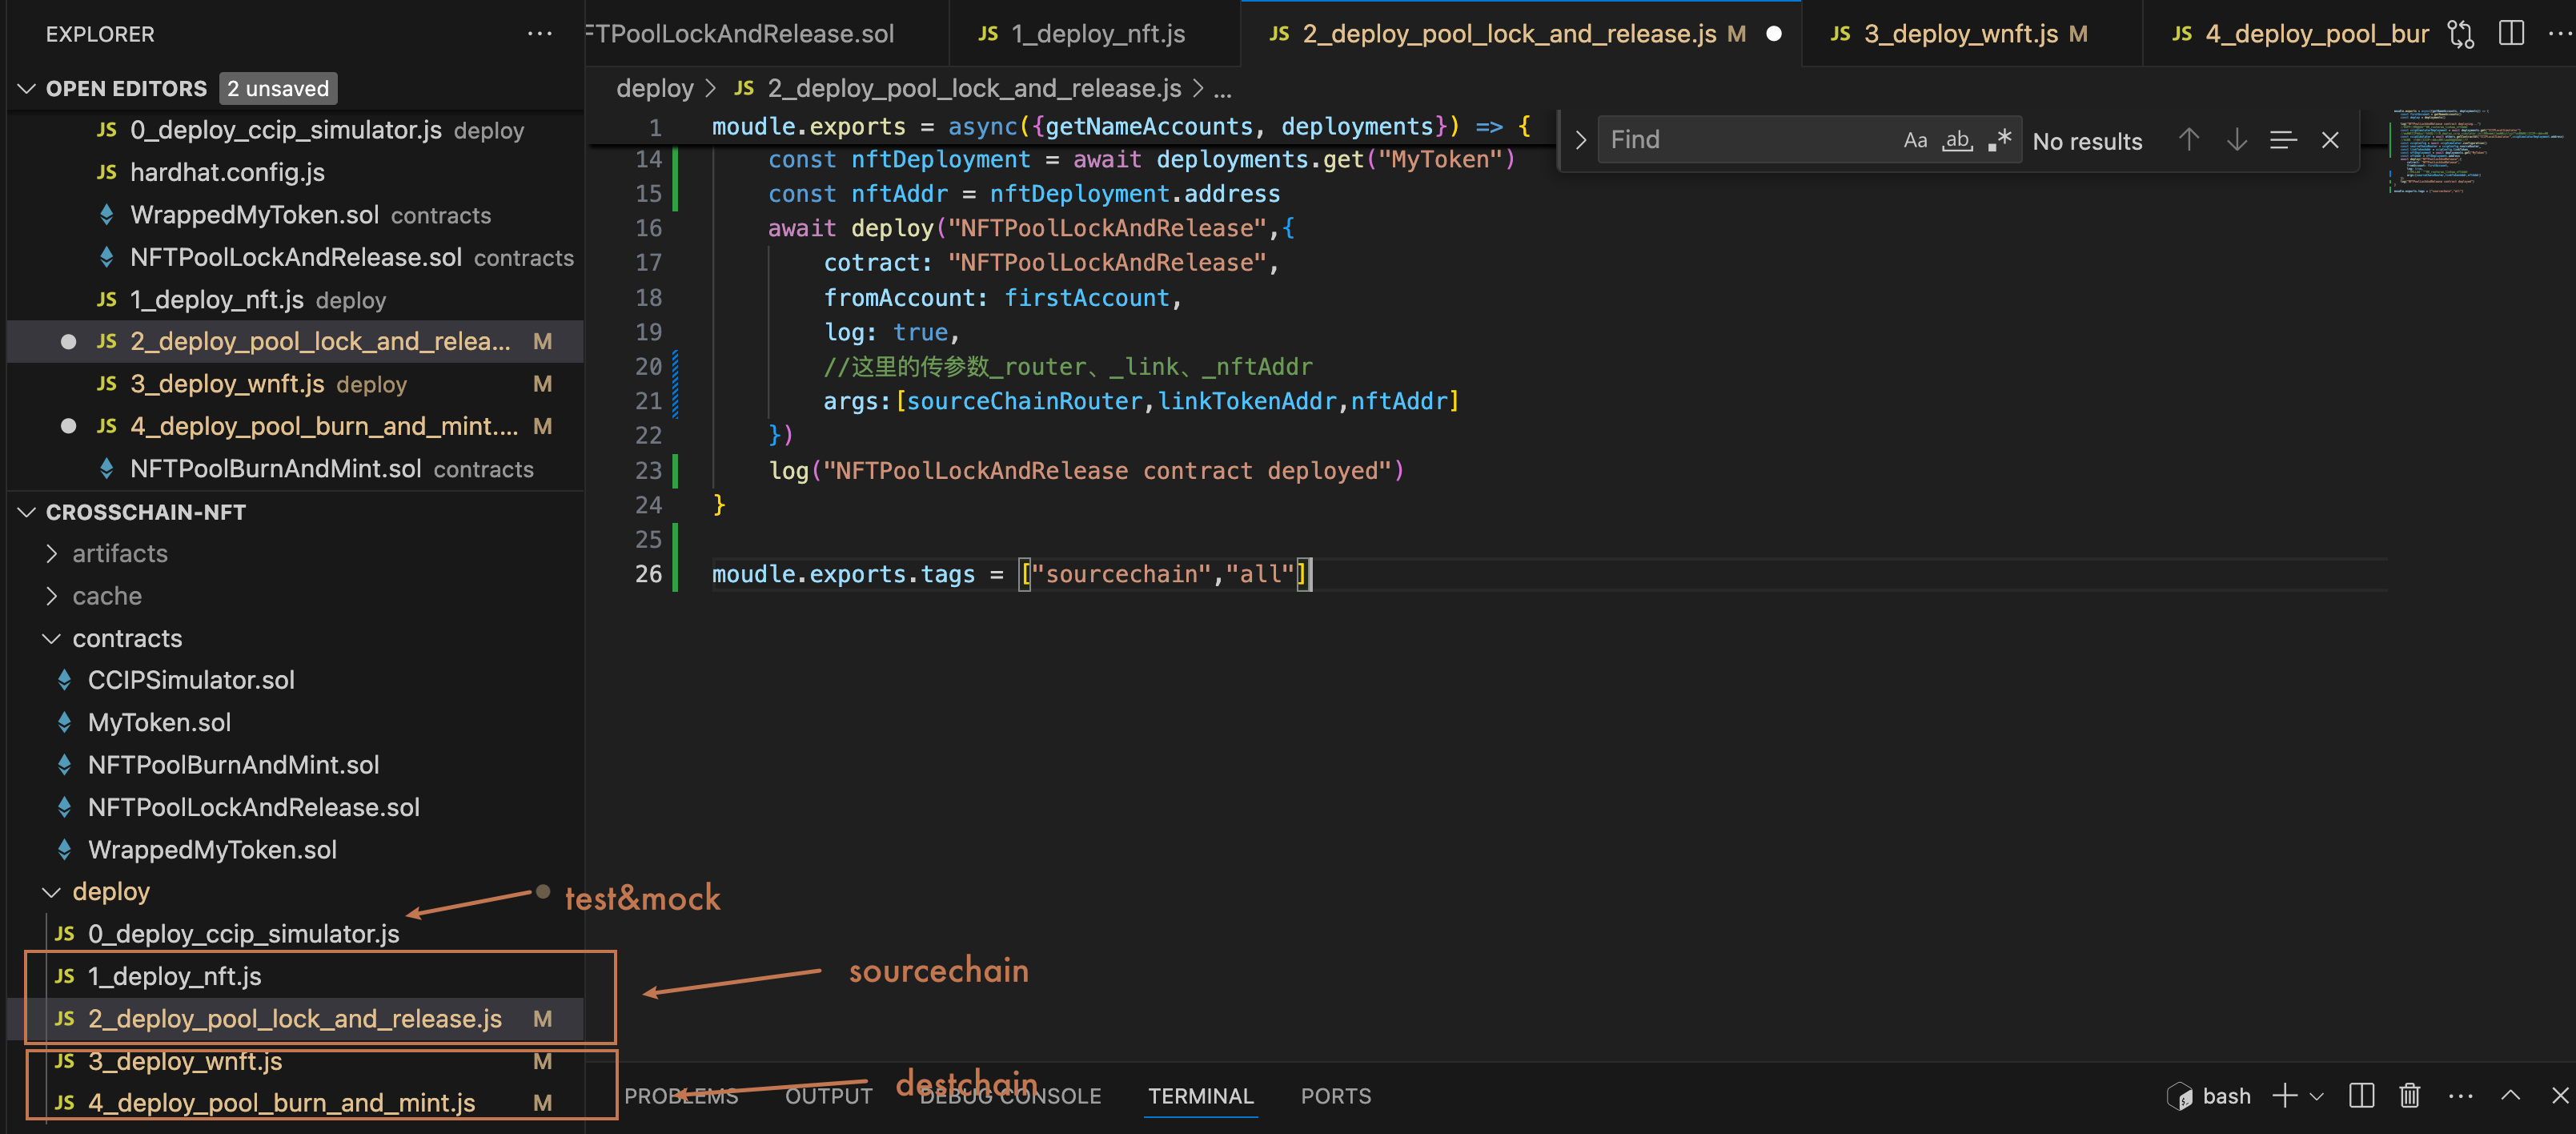 EXPLORER
OPEN EDITORS 2 unsaved
JS 0_deploy_ccip_simulator.js deploy
JS hardhat.config.js
WrappedMyToken.sol contracts
NFTPoolLockAndRelease.sol contracts
JS 1_deploy_nft.js deploy
JS 2_deploy_pool_lock_and_relea... M
JS 3_deploy_wnft.js deploy M
JS 4_deploy_pool_burn_and_mint.... M
NFTPoolBurnAndMint.sol contracts
CROSSCHAIN-NFT
artifacts
cache
contracts
CCIPSimulator.sol
MyToken.sol
NFTPoolBurnAndMint.sol
NFTPoolLockAndRelease.sol
WrappedMyToken.sol
deploy
JS 0_deploy_ccip_simulator.js
JS 1_deploy_nft.js
JS 2_deploy_pool_lock_and_release.js M
JS 3_deploy_wnft.js M
JS 4_deploy_pool_burn_and_mint.js M
test&mock
sourcechain
destchain
FTPoolLockAndRelease.sol JS 1_deploy_nft.js JS 2_deploy_pool_lock_and_release.js M JS 3_deploy_wnft.js M JS 4_deploy_pool_bur
deploy > JS 2_deploy_pool_lock_and_release.js > ...
Find Aa ab .* No results
1 moudle.exports = async({getNameAccounts, deployments}) => {
14 const nftDeployment = await deployments.get("MyToken")
15 const nftAddr = nftDeployment.address
16 await deploy("NFTPoolLockAndRelease",{
17 cotract: "NFTPoolLockAndRelease",
18 fromAccount: firstAccount,
19 log: true,
20 //这里的传参数_router、_link、_nftAddr
21 args:[sourceChainRouter,linkTokenAddr,nftAddr]
22 })
23 log("NFTPoolLockAndRelease contract deployed")
24 }
25
26 moudle.exports.tags = ["sourcechain","all"]
PROBLEMS OUTPUT DEBUG CONSOLE TERMINAL PORTS
bash